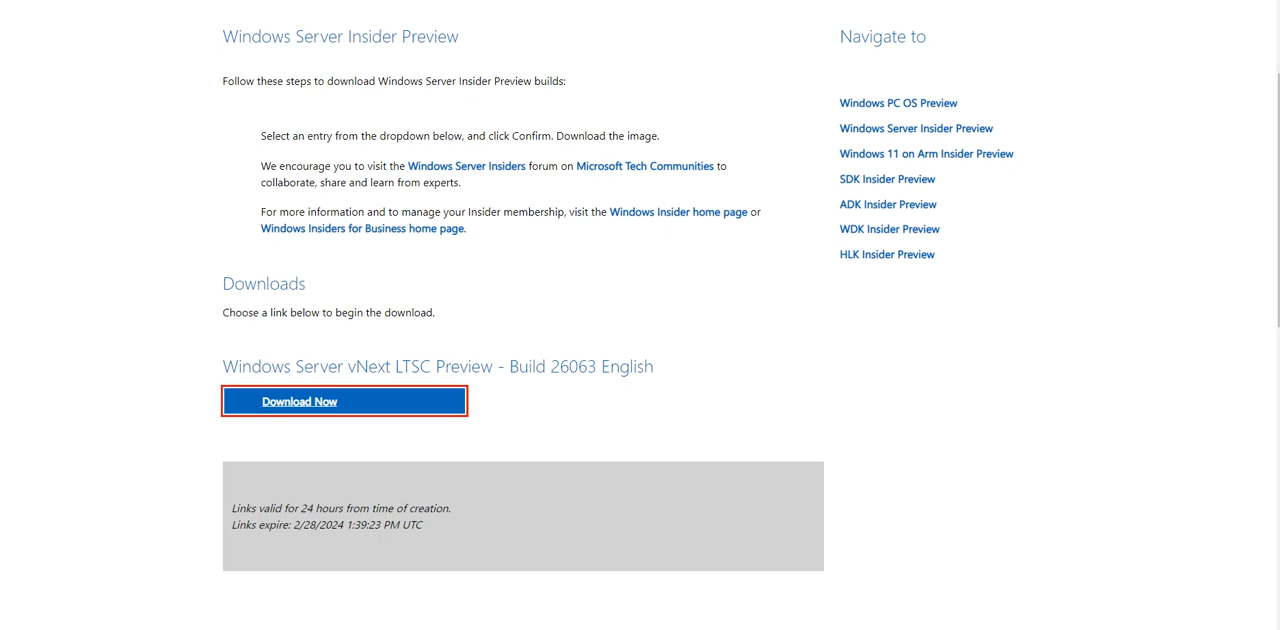 Windows Server Insider Preview
Follow these steps to download Windows Server Insider Preview builds:
Select an entry from the dropdown below, and click Confirm. Download the image.
We encourage you to visit the Windows Server Insiders forum on Microsoft Tech Communities to
collaborate, share and learn from experts.
For more information and to manage your Insider membership, visit the Windows Insider home page or
Windows Insiders for Business home page.
Downloads
Choose a link below to begin the download.
Windows Server vNext LTSC Preview - Build 26063 English
Download Now
Links valid for 24 hours from time of creation.
Links expire: 2/28/2024 1:39:23 PM UTC
Navigate to
Windows PC OS Preview
Windows Server Insider Preview
Windows 11 on Arm Insider Preview
SDK Insider Preview
ADK Insider Preview
WDK Insider Preview
HLK Insider Preview